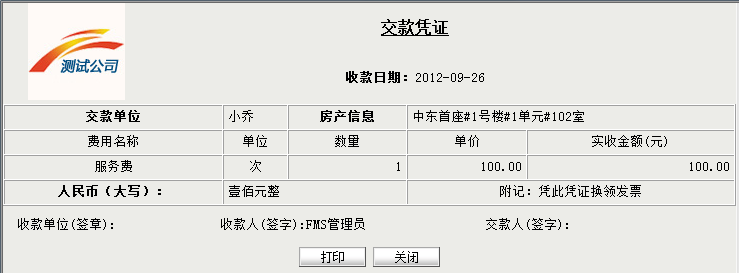 测试公司
交款凭证
收款日期：2012-09-26
交款单位 小乔 房产信息 中东首座#1号楼#1单元#102室
费用名称 单位 数量 单价 实收金额(元)
服务费 次 1 100.00 100.00
人民币（大写）： 壹佰元整 附记：凭此凭证换领发票
收款单位(签章)： 收款人(签字):FMS管理员 交款人(签字)：
打印 关闭